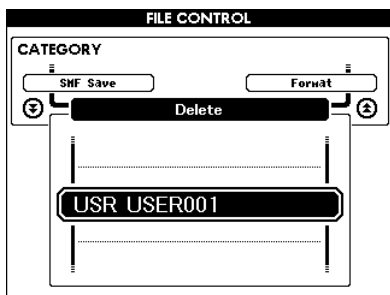 FILE CONTROL
CATEGORY
SMF Save
Format
Delete
USR USER001